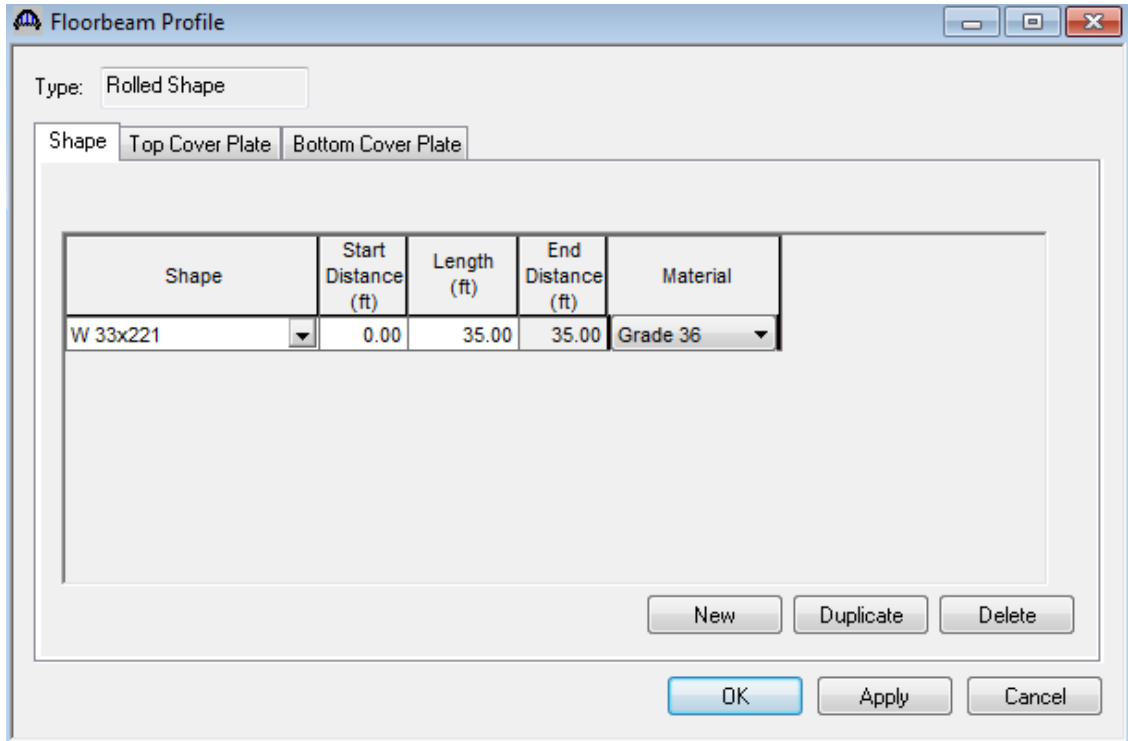 Floorbeam Profile
Type: Rolled Shape
Shape Top Cover Plate Bottom Cover Plate
Shape Start Distance (ft) Length (ft) End Distance (ft) Material
W 33x221 0.00 35.00 35.00 Grade 36
New Duplicate Delete
OK Apply Cancel